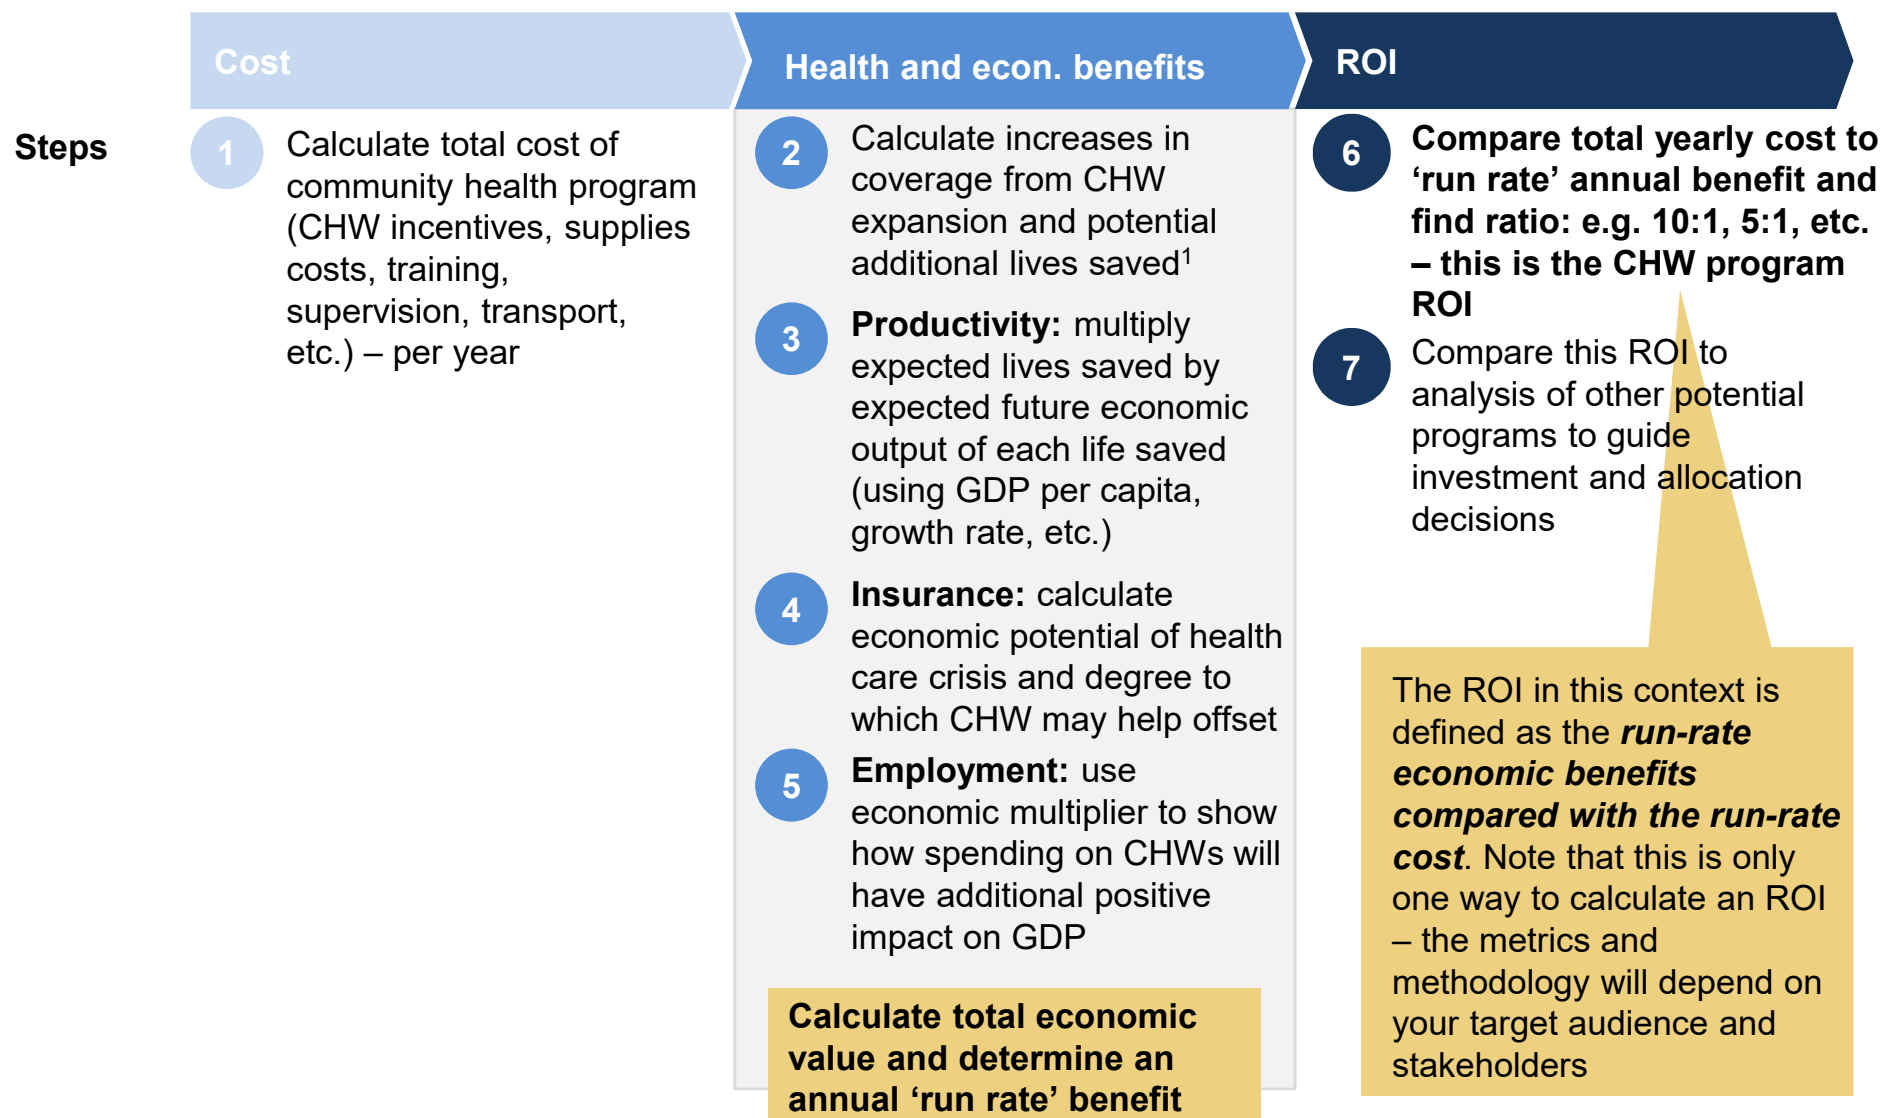 Cost
Health and econ. benefits
ROI
Steps
1
Calculate total cost of
community health program
(CHW incentives, supplies
costs, training,
supervision, transport,
etc.) – per year
2
Calculate increases in
coverage from CHW
expansion and potential
additional lives saved¹
3
Productivity: multiply
expected lives saved by
expected future economic
output of each life saved
(using GDP per capita,
growth rate, etc.)
4
Insurance: calculate
economic potential of health
care crisis and degree to
which CHW may help offset
5
Employment: use
economic multiplier to show
how spending on CHWs will
have additional positive
impact on GDP
Calculate total economic
value and determine an
annual ‘run rate’ benefit
6
Compare total yearly cost to
‘run rate’ annual benefit and
find ratio: e.g. 10:1, 5:1, etc.
– this is the CHW program
ROI
7
Compare this ROI to
analysis of other potential
programs to guide
investment and allocation
decisions
The ROI in this context is
defined as the run-rate
economic benefits
compared with the run-rate
cost. Note that this is only
one way to calculate an ROI
– the metrics and
methodology will depend on
your target audience and
stakeholders